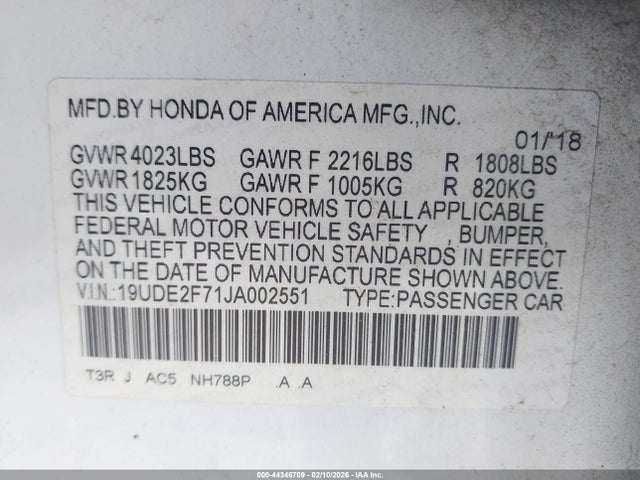 MFD.BY HONDA OF AMERICA MFG.,INC.
01/'18
GVWR 4023LBS GAWR F 2216LBS R 1808LBS
GVWR 1825KG GAWR F 1005KG R 820KG
THIS VEHICLE CONFORMS TO ALL APPLICABLE
FEDERAL MOTOR VEHICLE SAFETY , BUMPER,
AND THEFT PREVENTION STANDARDS IN EFFECT
ON THE DATE OF MANUFACTURE SHOWN ABOVE.
V.I.N.:19UDE2F71JA002551 TYPE:PASSENGER CAR
T3R J AC5 NH788P .A .A
000-44346709 - 02/10/2026 - IAA Inc.